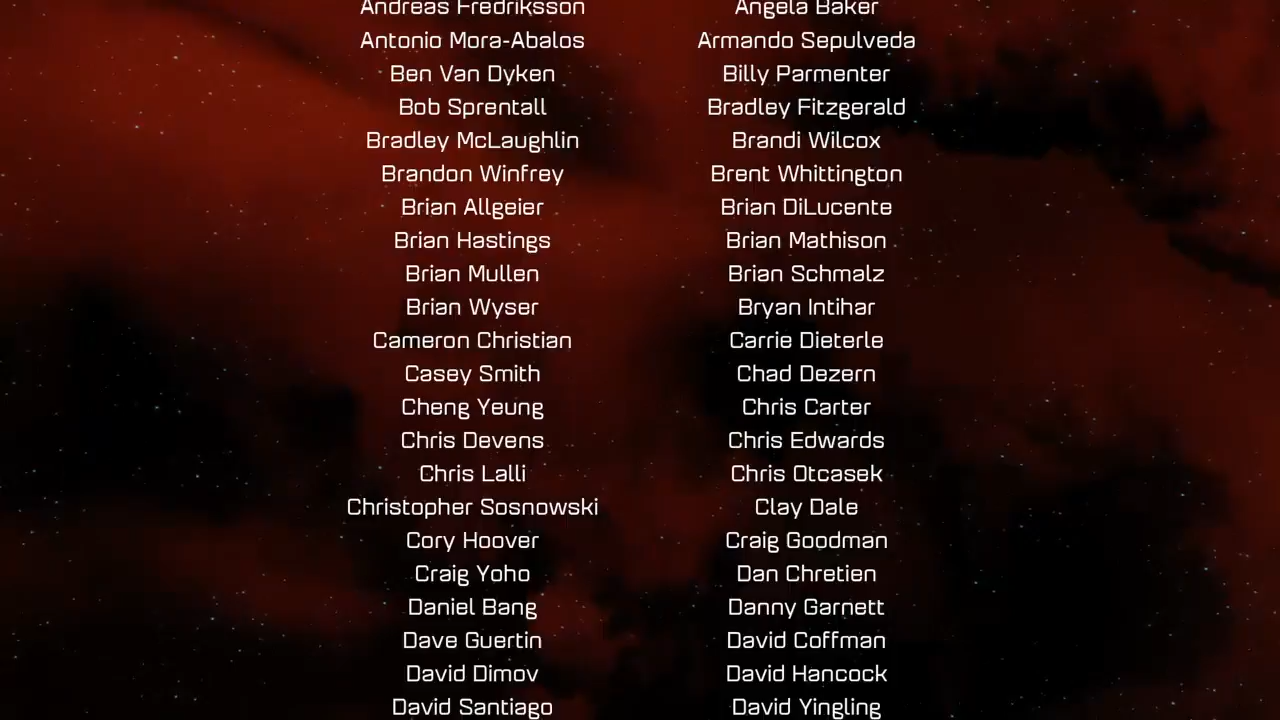 Andreas Fredriksson Angela Baker
Antonio Mora-Abalos Armando Sepulveda
Ben Van Dyken Billy Parmenter
Bob Sprentall Bradley Fitzgerald
Bradley McLaughlin Brandi Wilcox
Brandon Winfrey Brent Whittington
Brian Allgeier Brian DiLucente
Brian Hastings Brian Mathison
Brian Mullen Brian Schmalz
Brian Wyser Bryan Intihar
Cameron Christian Carrie Dieterle
Casey Smith Chad Dezern
Cheng Yeung Chris Carter
Chris Devens Chris Edwards
Chris Lalli Chris Otcasek
Christopher Sosnowski Clay Dale
Cory Hoover Craig Goodman
Craig Yoho Dan Chretien
Daniel Bang Danny Garnett
Dave Guertin David Coffman
David Dimov David Hancock
David Santiago David Yingling